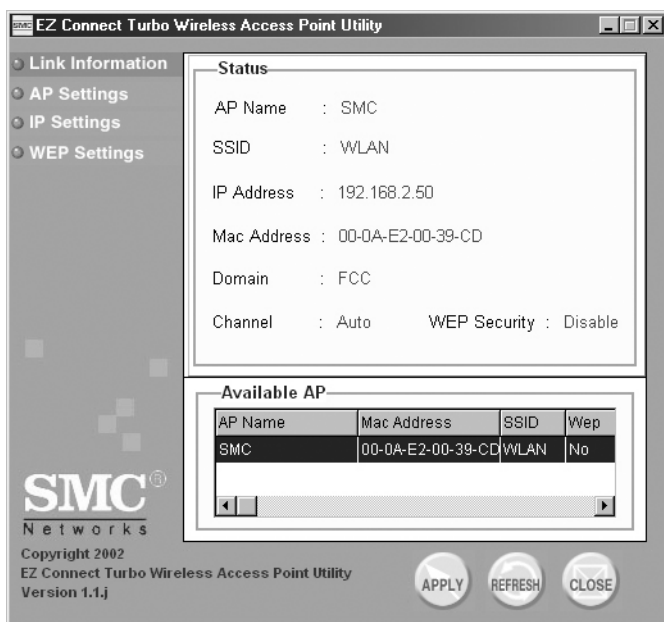 SMC EZ Connect Turbo Wireless Access Point Utility
Link Information
AP Settings
IP Settings
WEP Settings
Status
AP Name : SMC
SSID : WLAN
IP Address : 192.168.2.50
Mac Address : 00-0A-E2-00-39-CD
Domain : FCC
Channel : Auto WEP Security : Disable
Available AP
AP Name Mac Address SSID Wep
SMC 00-0A-E2-00-39-CD WLAN No
SMC®
Networks
Copyright 2002
EZ Connect Turbo Wireless Access Point Utility
Version 1.1.j
APPLY REFRESH CLOSE